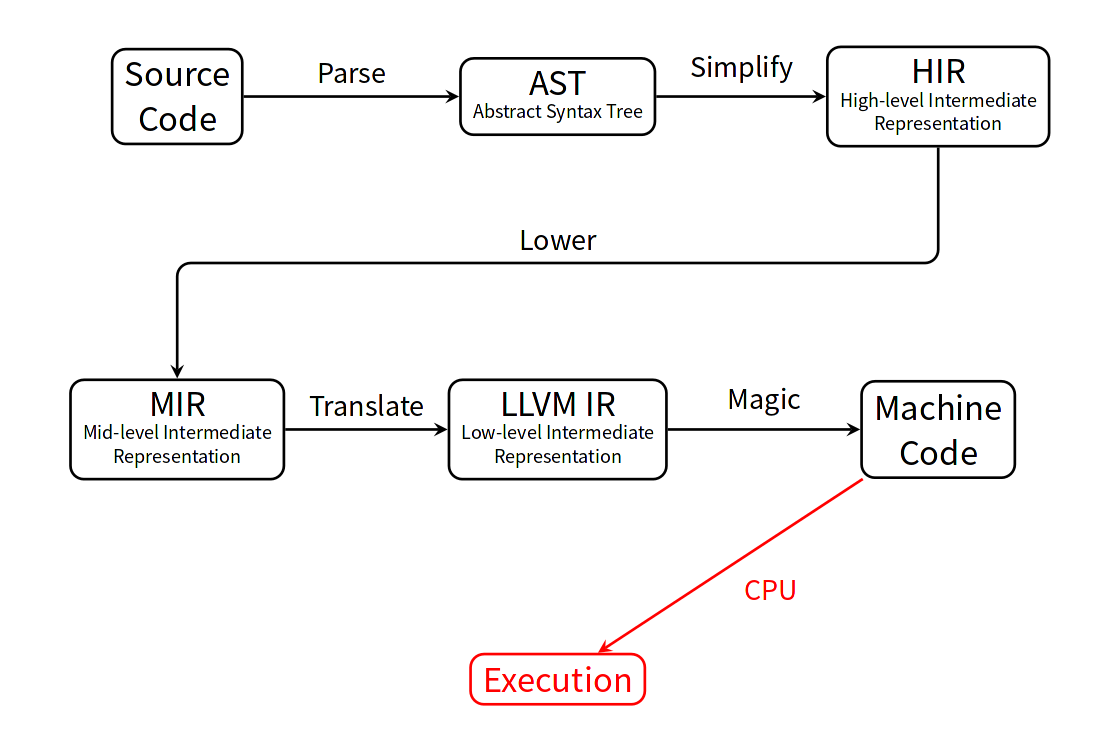 Source
Code
Parse
AST
Abstract Syntax Tree
Simplify
HIR
High-level Intermediate
Representation
Lower
MIR
Mid-level Intermediate
Representation
Translate
LLVM IR
Low-level Intermediate
Representation
Magic
Machine
Code
CPU
Execution